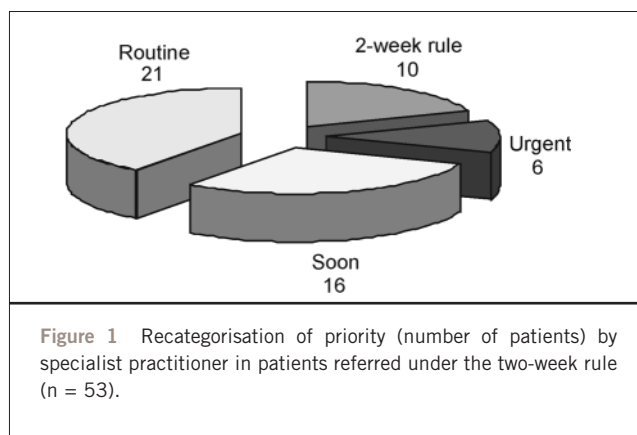 Routine
21
2-week rule
10
Urgent
6
Soon
16
Figure 1 Recategorisation of priority (number of patients) by
specialist practitioner in patients referred under the two-week rule
(n = 53).